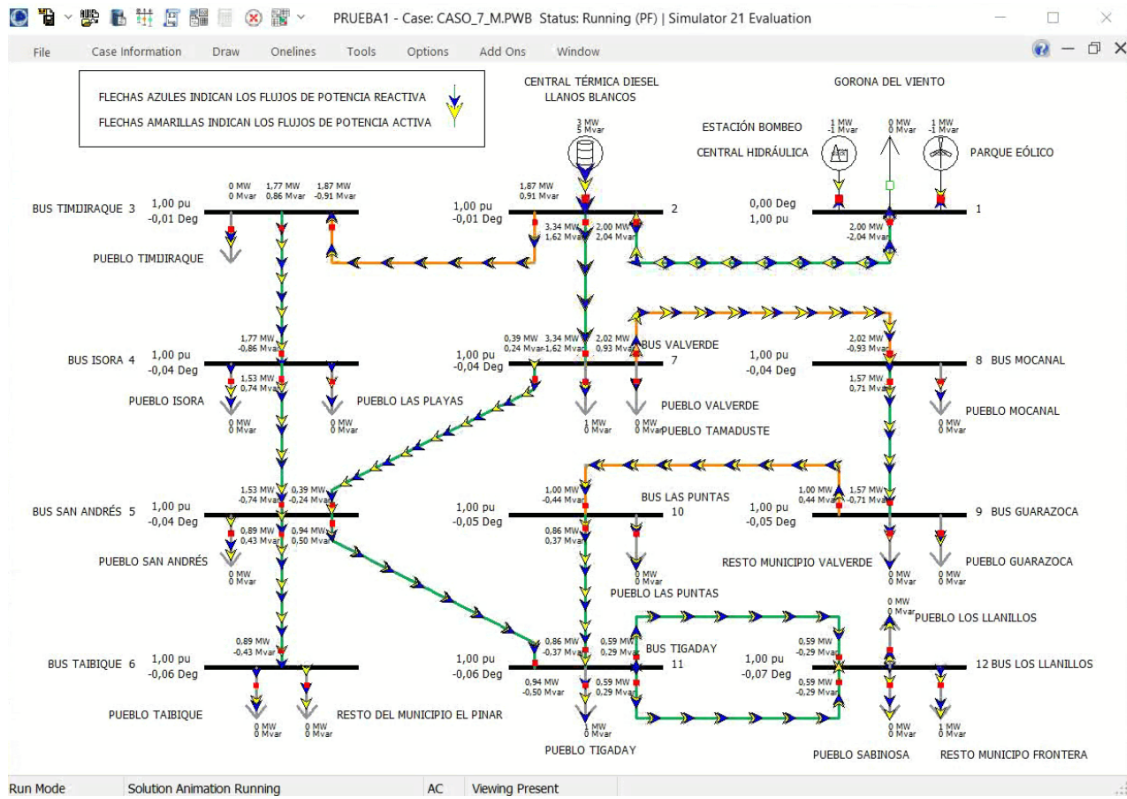 PRUEBA1 - Case: CASO_7_M.PWB Status: Running (PF) | Simulator 21 Evaluation
File Case Information Draw Onelines Tools Options Add Ons Window
FLECHAS AZULES INDICAN LOS FLUJOS DE POTENCIA REACTIVA
FLECHAS AMARILLAS INDICAN LOS FLUJOS DE POTENCIA ACTIVA
CENTRAL TÉRMICA DIESEL
LLANOS BLANCOS
GORONA DEL VIENTO
3 MW
5 Mvar
ESTACIÓN BOMBEO
CENTRAL HIDRÁULICA
1 MW
-1 Mvar
0 MW
0 Mvar
1 MW
-1 Mvar
PARQUE EÓLICO
BUS TIMIJIRAQUE 3
1,00 pu
-0,01 Deg
0 MW
0 Mvar
1,77 MW
0,86 Mvar
1,87 MW
-0,91 Mvar
PUEBLO TIMIJIRAQUE
1,00 pu
-0,01 Deg
1,87 MW
0,91 Mvar
2
3,34 MW
1,62 Mvar
2,00 MW
2,04 Mvar
0,00 Deg
1,00 pu
1
2,00 MW
-2,04 Mvar
BUS ISORA 4
1,00 pu
-0,04 Deg
1,77 MW
-0,86 Mvar
1,53 MW
0,74 Mvar
PUEBLO ISORA
0 MW
0 Mvar
PUEBLO LAS PLAYAS
0 MW
0 Mvar
1,00 pu
-0,04 Deg
0,39 MW
0,24 Mvar
3,34 MW
-1,62 Mvar
2,02 MW
0,93 Mvar
BUS VALVERDE
7
1 MW
0 Mvar
PUEBLO VALVERDE
0 MW
0 Mvar
PUEBLO TAMADUSTE
1,00 pu
-0,04 Deg
2,02 MW
-0,93 Mvar
8 BUS MOCANAL
1,57 MW
0,71 Mvar
PUEBLO MOCANAL
0 MW
0 Mvar
BUS SAN ANDRÉS 5
1,00 pu
-0,04 Deg
1,53 MW
-0,74 Mvar
0,39 MW
-0,24 Mvar
0,89 MW
0,43 Mvar
0,94 MW
0,50 Mvar
PUEBLO SAN ANDRÉS
0 MW
0 Mvar
1,00 pu
-0,05 Deg
1,00 MW
-0,44 Mvar
0,86 MW
0,37 Mvar
BUS LAS PUNTAS
10
0 MW
0 Mvar
PUEBLO LAS PUNTAS
1,00 pu
-0,05 Deg
1,00 MW
0,44 Mvar
1,57 MW
-0,71 Mvar
9 BUS GUARAZOCA
RESTO MUNICIPIO VALVERDE
0 MW
0 Mvar
PUEBLO GUARAZOCA
0 MW
0 Mvar
BUS TAIBIQUE 6
1,00 pu
-0,06 Deg
0,89 MW
-0,43 Mvar
PUEBLO TAIBIQUE
0 MW
0 Mvar
RESTO DEL MUNICIPIO EL PINAR
0 MW
0 Mvar
1,00 pu
-0,06 Deg
0,86 MW
-0,37 Mvar
0,59 MW
0,29 Mvar
BUS TIGADAY
11
0,94 MW
-0,50 Mvar
0,59 MW
0,29 Mvar
1 MW
0 Mvar
PUEBLO TIGADAY
0 MW
0 Mvar
PUEBLO LOS LLANILLOS
1,00 pu
-0,07 Deg
0,59 MW
-0,29 Mvar
0,59 MW
-0,29 Mvar
12 BUS LOS LLANILLOS
0 MW
0 Mvar
1 MW
0 Mvar
PUEBLO SABINOSA
RESTO MUNICIPO FRONTERA
Run Mode Solution Animation Running AC Viewing Present